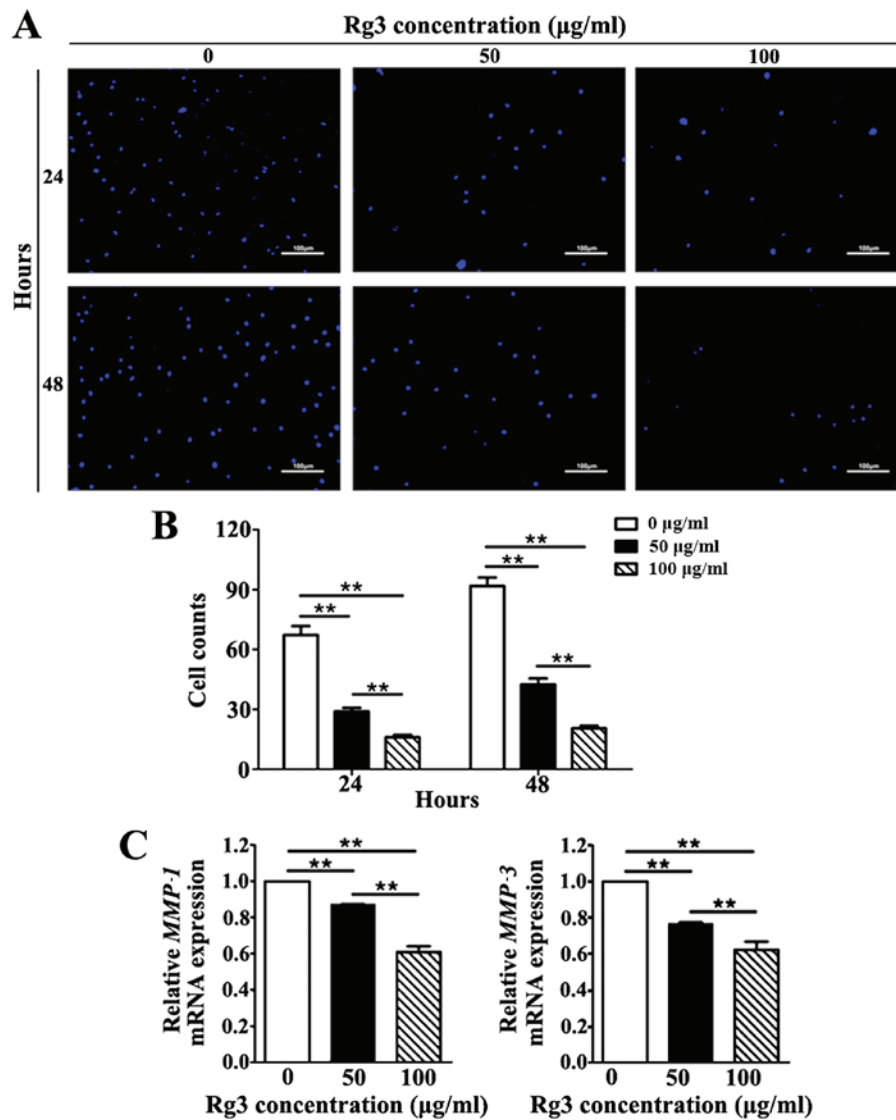 A
Rg3 concentration (µg/ml)
0 50 100
Hours
24
100µm 100µm 100µm
48
100µm 100µm 100µm
B
Cell counts
120
90
60
30
0
** ** **
** ** **
0 µg/ml
50 µg/ml
100 µg/ml
24 48
Hours
C
Relative MMP-1
mRNA expression
1.2
1.0
0.8
0.6
0.4
0.2
0.0
**
**
**
0 50 100
Rg3 concentration (µg/ml)
Relative MMP-3
mRNA expression
1.2
1.0
0.8
0.6
0.4
0.2
0.0
**
**
**
0 50 100
Rg3 concentration (µg/ml)